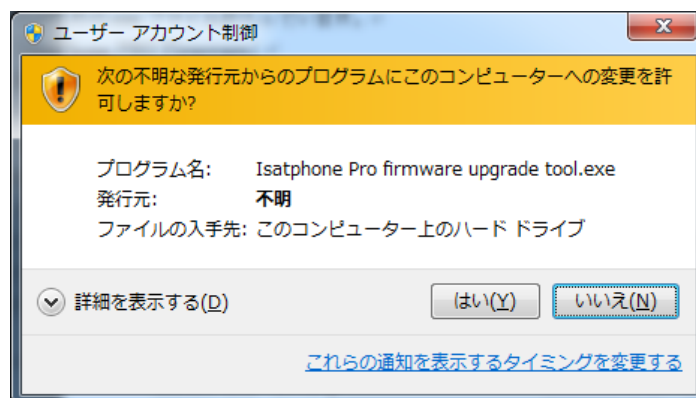 ユーザー アカウント制御
次の不明な発行元からのプログラムにこのコンピューターへの変更を許
可しますか?
プログラム名: Isatphone Pro firmware upgrade tool.exe
発行元: 不明
ファイルの入手先: このコンピューター上のハード ドライブ
詳細を表示する(D) はい(Y) いいえ(N)
これらの通知を表示するタイミングを変更する